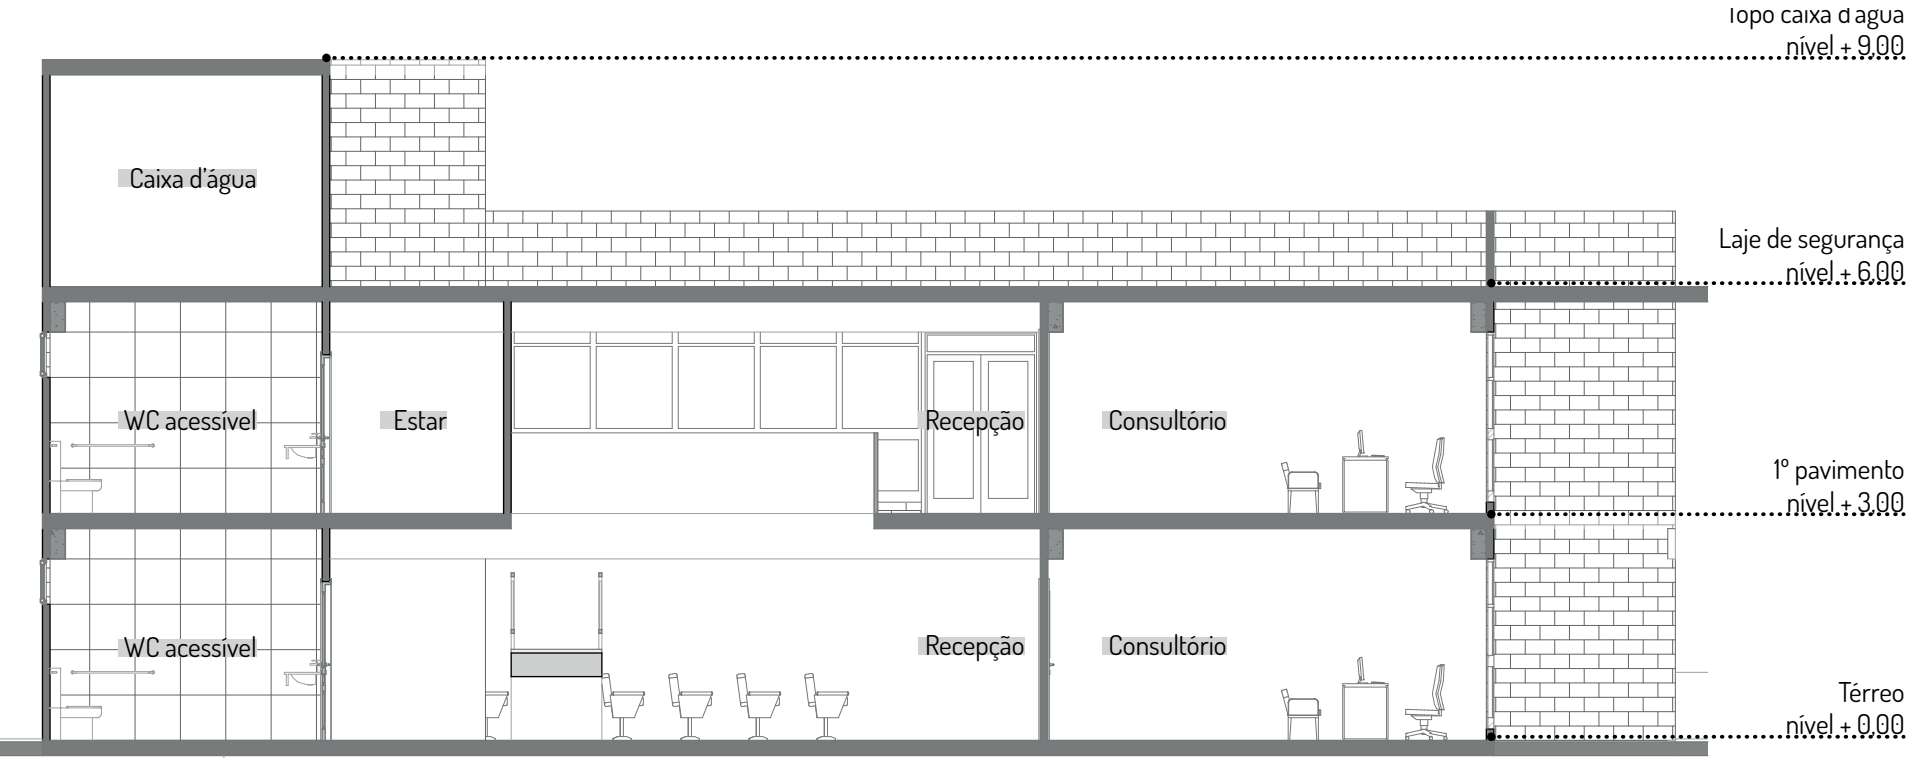 Topo caixa d'água
nível + 9,00
Caixa d'água
Laje de segurança
nível + 6,00
WC acessível
Estar
Recepção
Consultório
1º pavimento
nível + 3,00
WC acessível
Recepção
Consultório
Térreo
nível + 0,00